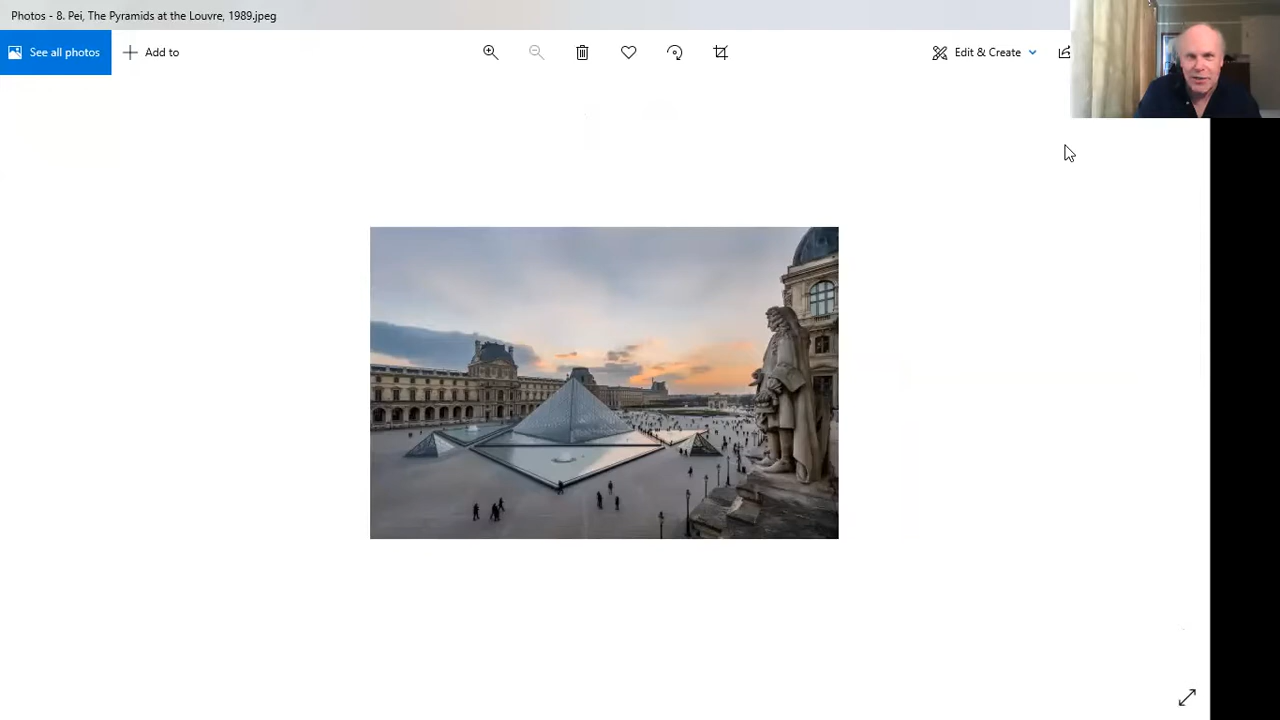 Photos - 8. Pei, The Pyramids at the Louvre, 1989.jpeg
See all photos
Add to
Edit & Create